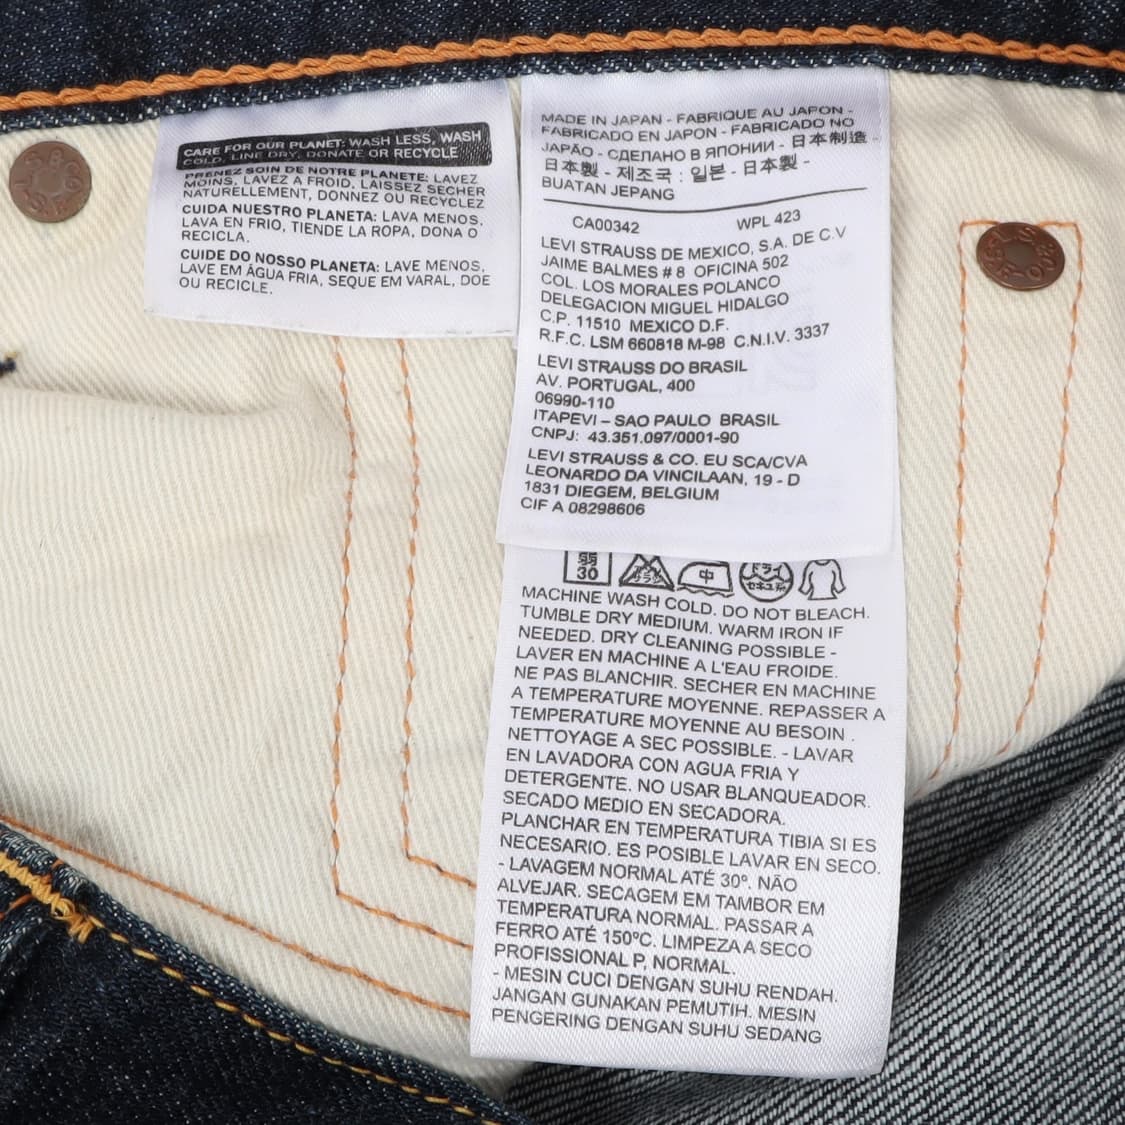 CARE FOR OUR PLANET: WASH LESS, WASH
COLD, LINE DRY, DONATE OR RECYCLE
PRENEZ SOIN DE NOTRE PLANETE: LAVEZ
MOINS, LAVEZ A FROID, LAISSEZ SECHER
NATURELLEMENT, DONNEZ OU RECYCLEZ
CUIDA NUESTRO PLANETA: LAVA MENOS,
LAVA EN FRIO, TIENDE LA ROPA, DONA O
RECICLA.
CUIDE DO NOSSO PLANETA: LAVE MENOS,
LAVE EM ÁGUA FRIA, SEQUE EM VARAL, DOE
OU RECICLE.
MADE IN JAPAN - FABRIQUE AU JAPON -
FABRICADO EN JAPON - FABRICADO NO
JAPÃO - СДЕЛАНО В ЯПОНИИ - 日本制造 -
日本製 - 제조국 : 일본 - 日本製 -
BUATAN JEPANG
CA00342 WPL 423
LEVI STRAUSS DE MEXICO, S.A. DE C.V
JAIME BALMES # 8 OFICINA 502
COL. LOS MORALES POLANCO
DELEGACION MIGUEL HIDALGO
C.P. 11510 MEXICO D.F.
R.F.C. LSM 660818 M-98 C.N.I.V. 3337
LEVI STRAUSS DO BRASIL
AV. PORTUGAL, 400
06990-110
ITAPEVI – SAO PAULO BRASIL
CNPJ: 43.351.097/0001-90
LEVI STRAUSS & CO. EU SCA/CVA
LEONARDO DA VINCILAAN, 19 - D
1831 DIEGEM, BELGIUM
CIF A 08298606
弱 30 中 ドライ セキユ系
MACHINE WASH COLD. DO NOT BLEACH.
TUMBLE DRY MEDIUM. WARM IRON IF
NEEDED. DRY CLEANING POSSIBLE -
LAVER EN MACHINE A L'EAU FROIDE.
NE PAS BLANCHIR. SECHER EN MACHINE
A TEMPERATURE MOYENNE. REPASSER A
TEMPERATURE MOYENNE AU BESOIN .
NETTOYAGE A SEC POSSIBLE. - LAVAR
EN LAVADORA CON AGUA FRIA Y
DETERGENTE. NO USAR BLANQUEADOR.
SECADO MEDIO EN SECADORA.
PLANCHAR EN TEMPERATURA TIBIA SI ES
NECESARIO. ES POSIBLE LAVAR EN SECO.
- LAVAGEM NORMAL ATÉ 30º. NÃO
ALVEJAR. SECAGEM EM TAMBOR EM
TEMPERATURA NORMAL. PASSAR A
FERRO ATÉ 150ºC. LIMPEZA A SECO
PROFISSIONAL P, NORMAL.
- MESIN CUCI DENGAN SUHU RENDAH.
JANGAN GUNAKAN PEMUTIH. MESIN
PENGERING DENGAN SUHU SEDANG